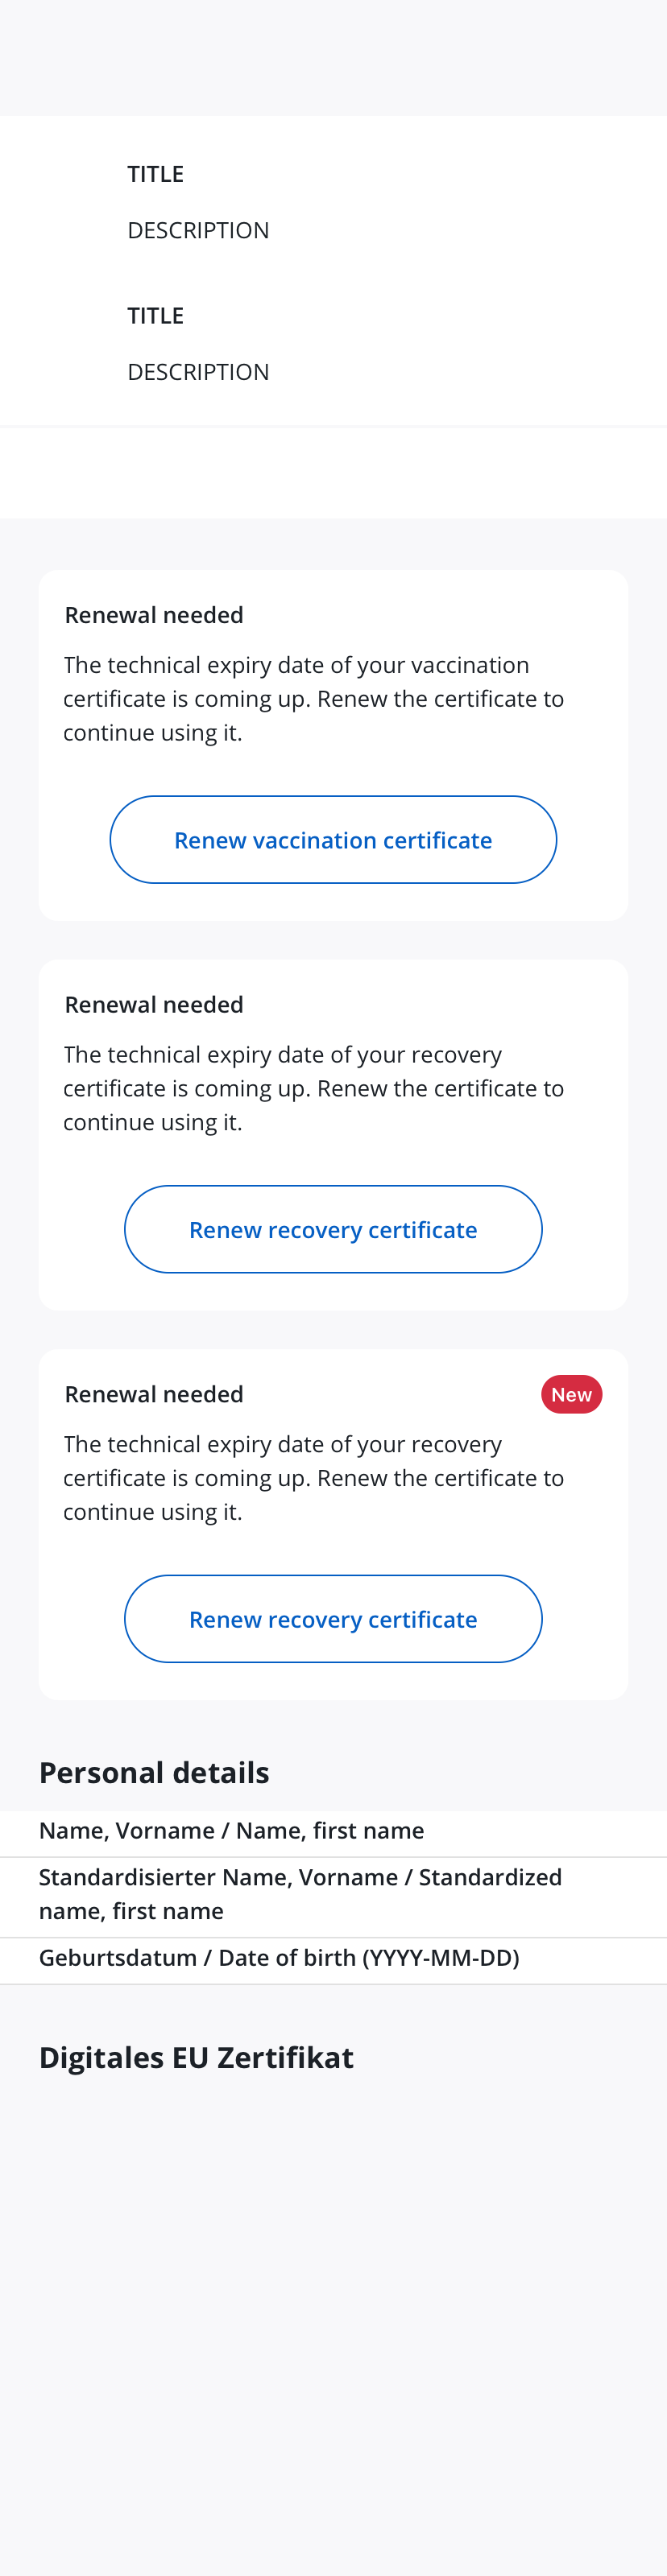 TITLE
DESCRIPTION
TITLE
DESCRIPTION
Renewal needed
The technical expiry date of your vaccination
certificate is coming up. Renew the certificate to
continue using it.
Renew vaccination certificate
Renewal needed
The technical expiry date of your recovery
certificate is coming up. Renew the certificate to
continue using it.
Renew recovery certificate
Renewal needed
New
The technical expiry date of your recovery
certificate is coming up. Renew the certificate to
continue using it.
Renew recovery certificate
Personal details
Name, Vorname / Name, first name
Standardisierter Name, Vorname / Standardized
name, first name
Geburtsdatum / Date of birth (YYYY-MM-DD)
Digitales EU Zertifikat